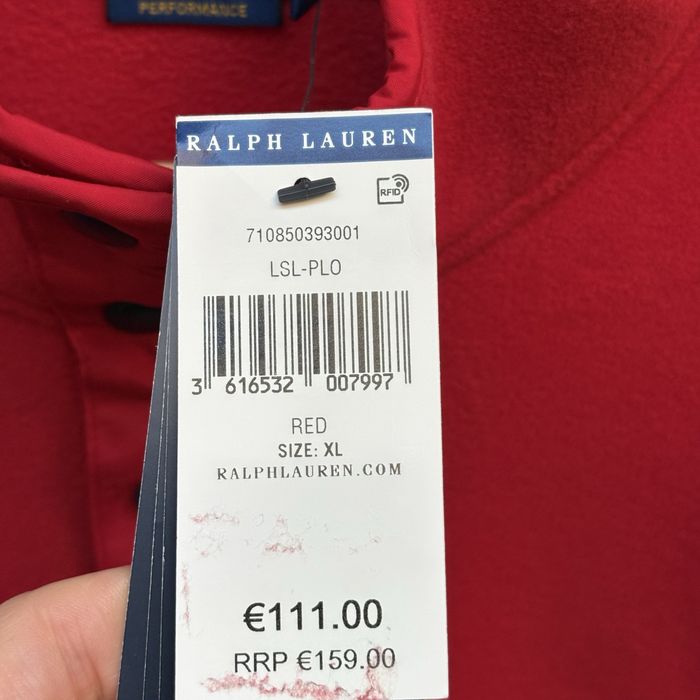 PERFORMANCE
RALPH LAUREN
RFID
710850393001
LSL-PLO
3 616532 007997
RED
SIZE: XL
RALPHLAUREN.COM
€111.00
RRP €159.00